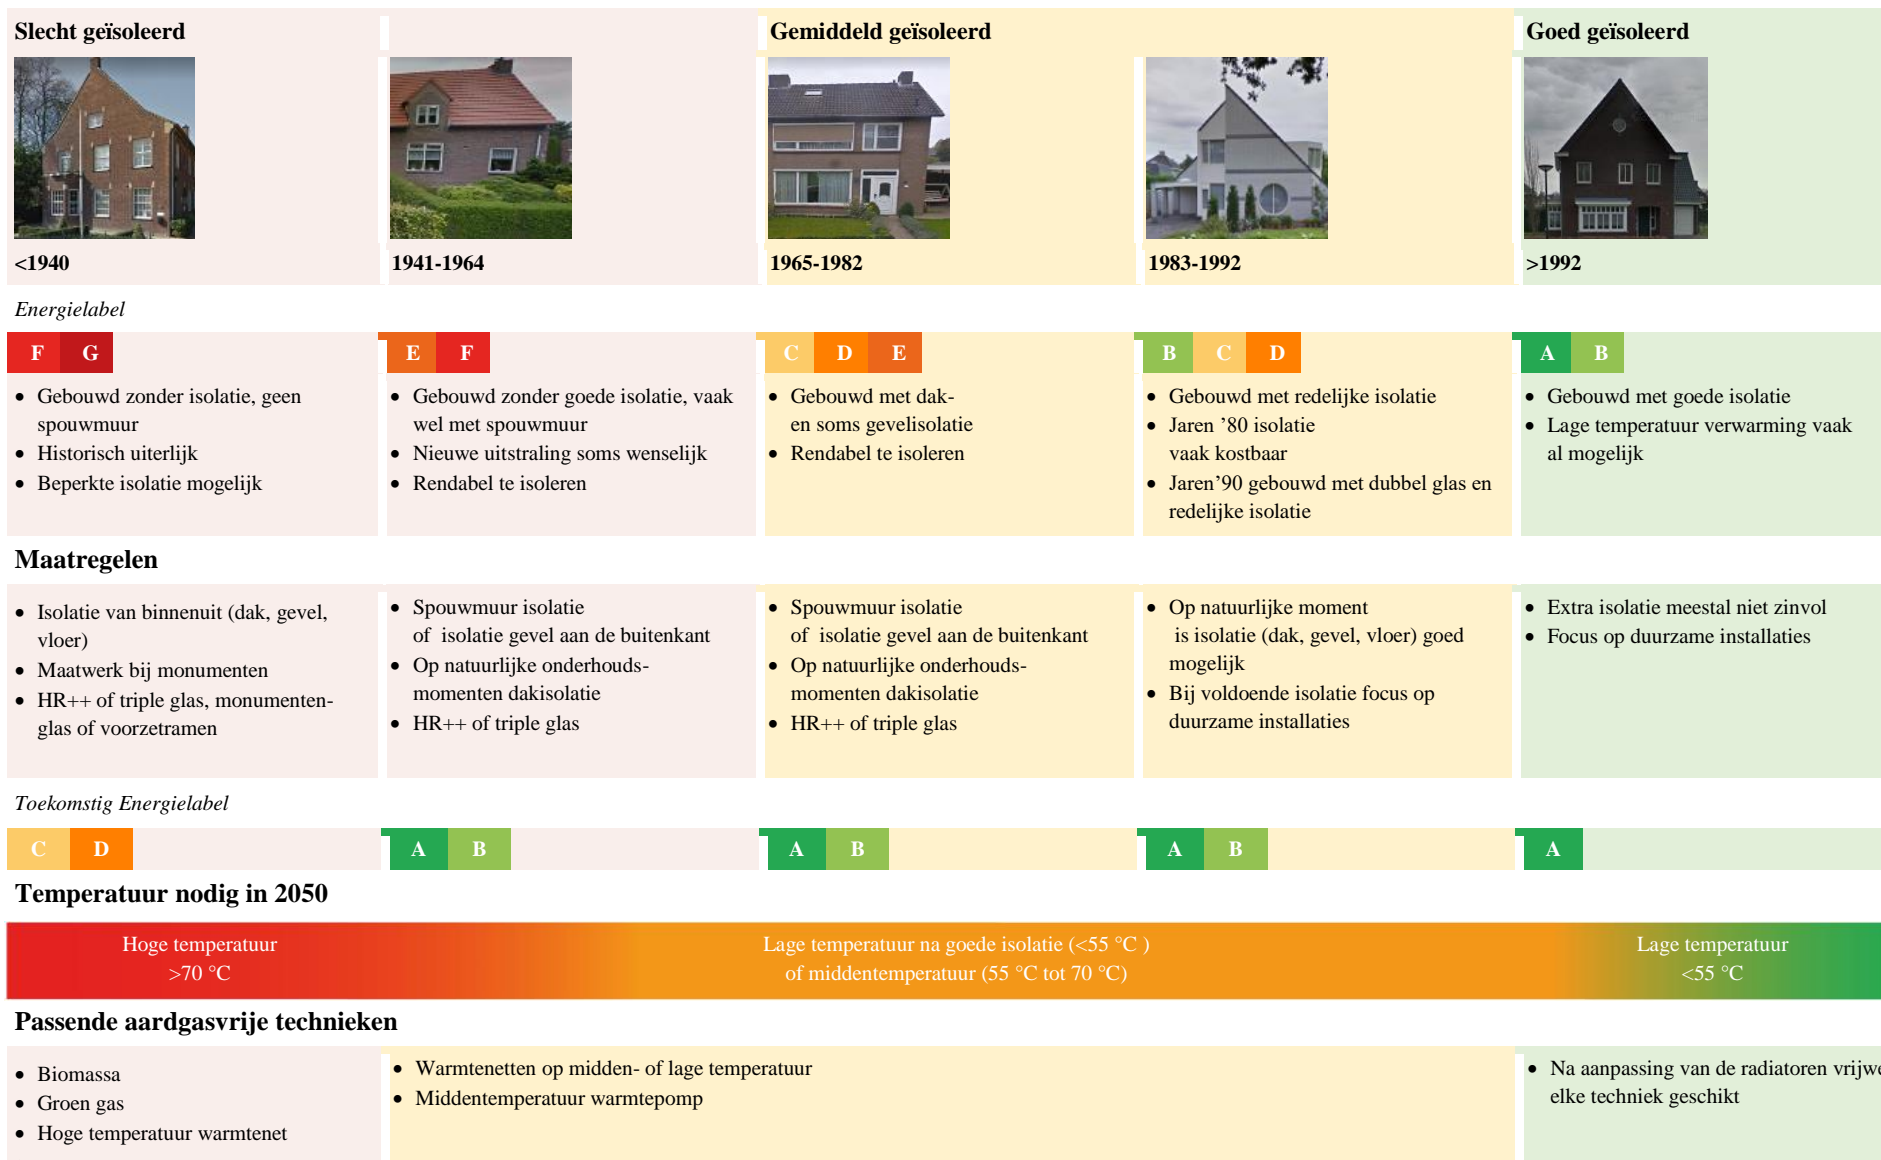 Slecht geïsoleerd
Gemiddeld geïsoleerd
Goed geïsoleerd
<1940
1941-1964
1965-1982
1983-1992
>1992
Energielabel
F G
E F
C D E
B C D
A B
• Gebouwd zonder isolatie, geen
spouwmuur
• Historisch uiterlijk
• Beperkte isolatie mogelijk
• Gebouwd zonder goede isolatie, vaak
wel met spouwmuur
• Nieuwe uitstraling soms wenselijk
• Rendabel te isoleren
• Gebouwd met dak-
en soms gevelisolatie
• Rendabel te isoleren
• Gebouwd met redelijke isolatie
• Jaren ’80 isolatie
vaak kostbaar
• Jaren’90 gebouwd met dubbel glas en
redelijke isolatie
• Gebouwd met goede isolatie
• Lage temperatuur verwarming vaak
al mogelijk
Maatregelen
• Isolatie van binnenuit (dak, gevel,
vloer)
• Maatwerk bij monumenten
• HR++ of triple glas, monumenten-
glas of voorzetramen
• Spouwmuur isolatie
of isolatie gevel aan de buitenkant
• Op natuurlijke onderhouds-
momenten dakisolatie
• HR++ of triple glas
• Spouwmuur isolatie
of isolatie gevel aan de buitenkant
• Op natuurlijke onderhouds-
momenten dakisolatie
• HR++ of triple glas
• Op natuurlijke moment
is isolatie (dak, gevel, vloer) goed
mogelijk
• Bij voldoende isolatie focus op
duurzame installaties
• Extra isolatie meestal niet zinvol
• Focus op duurzame installaties
Toekomstig Energielabel
C D
A B
A B
A B
A
Temperatuur nodig in 2050
Hoge temperatuur
>70 °C
Lage temperatuur na goede isolatie (<55 °C )
of middentemperatuur (55 °C tot 70 °C)
Lage temperatuur
<55 °C
Passende aardgasvrije technieken
• Biomassa
• Groen gas
• Hoge temperatuur warmtenet
• Warmtenetten op midden- of lage temperatuur
• Middentemperatuur warmtepomp
• Na aanpassing van de radiatoren vrijwe
elke techniek geschikt